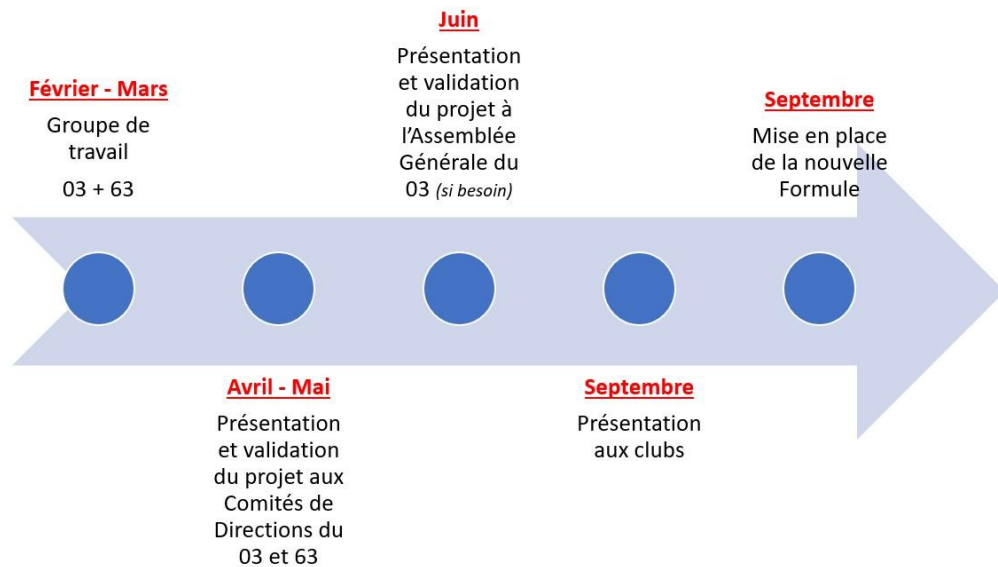 Février - Mars
Groupe de
travail
03 + 63
Avril - Mai
Présentation
et validation
du projet aux
Comités de
Directions du
03 et 63
Juin
Présentation
et validation
du projet à
l'Assemblée
Générale du
03 (si besoin)
Septembre
Présentation
aux clubs
Septembre
Mise en place
de la nouvelle
Formule